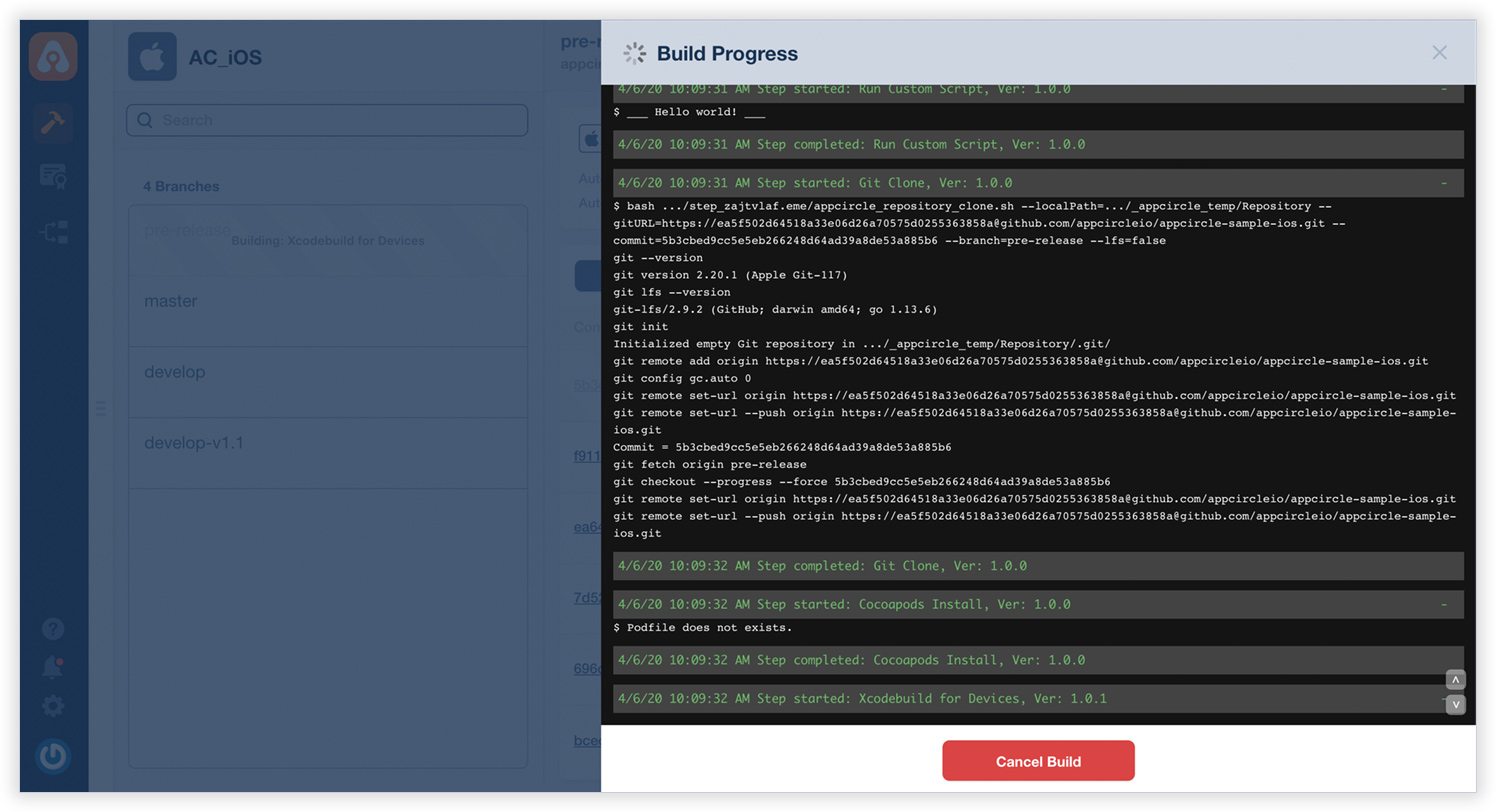 AC_iOS
Search
4 Branches
pre-release
Building: Xcodebuild for Devices
master
develop
develop-v1.1
Build Progress
4/6/20 10:09:31 AM Step started: Run Custom Script, Ver: 1.0.0 -
$ ___ Hello world! ___
4/6/20 10:09:31 AM Step completed: Run Custom Script, Ver: 1.0.0
4/6/20 10:09:31 AM Step started: Git Clone, Ver: 1.0.0 -
$ bash .../step_zajtvlaf.eme/appcircle_repository_clone.sh --localPath=.../_appcircle_temp/Repository --
gitURL=https://ea5f502d64518a33e06d26a70575d0255363858a@github.com/appcircleio/appcircle-sample-ios.git --
commit=5b3cbed9cc5e5eb266248d64ad39a8de53a885b6 --branch=pre-release --lfs=false
git --version
git version 2.20.1 (Apple Git-117)
git lfs --version
git-lfs/2.9.2 (GitHub; darwin amd64; go 1.13.6)
git init
Initialized empty Git repository in .../_appcircle_temp/Repository/.git/
git remote add origin https://ea5f502d64518a33e06d26a70575d0255363858a@github.com/appcircleio/appcircle-sample-ios.git
git config gc.auto 0
git remote set-url origin https://ea5f502d64518a33e06d26a70575d0255363858a@github.com/appcircleio/appcircle-sample-ios.git
git remote set-url --push origin https://ea5f502d64518a33e06d26a70575d0255363858a@github.com/appcircleio/appcircle-sample-
ios.git
Commit = 5b3cbed9cc5e5eb266248d64ad39a8de53a885b6
git fetch origin pre-release
git checkout --progress --force 5b3cbed9cc5e5eb266248d64ad39a8de53a885b6
git remote set-url origin https://ea5f502d64518a33e06d26a70575d0255363858a@github.com/appcircleio/appcircle-sample-ios.git
git remote set-url --push origin https://ea5f502d64518a33e06d26a70575d0255363858a@github.com/appcircleio/appcircle-sample-
ios.git
4/6/20 10:09:32 AM Step completed: Git Clone, Ver: 1.0.0
4/6/20 10:09:32 AM Step started: Cocoapods Install, Ver: 1.0.0 -
$ Podfile does not exists.
4/6/20 10:09:32 AM Step completed: Cocoapods Install, Ver: 1.0.0
4/6/20 10:09:32 AM Step started: Xcodebuild for Devices, Ver: 1.0.1 -
Cancel Build